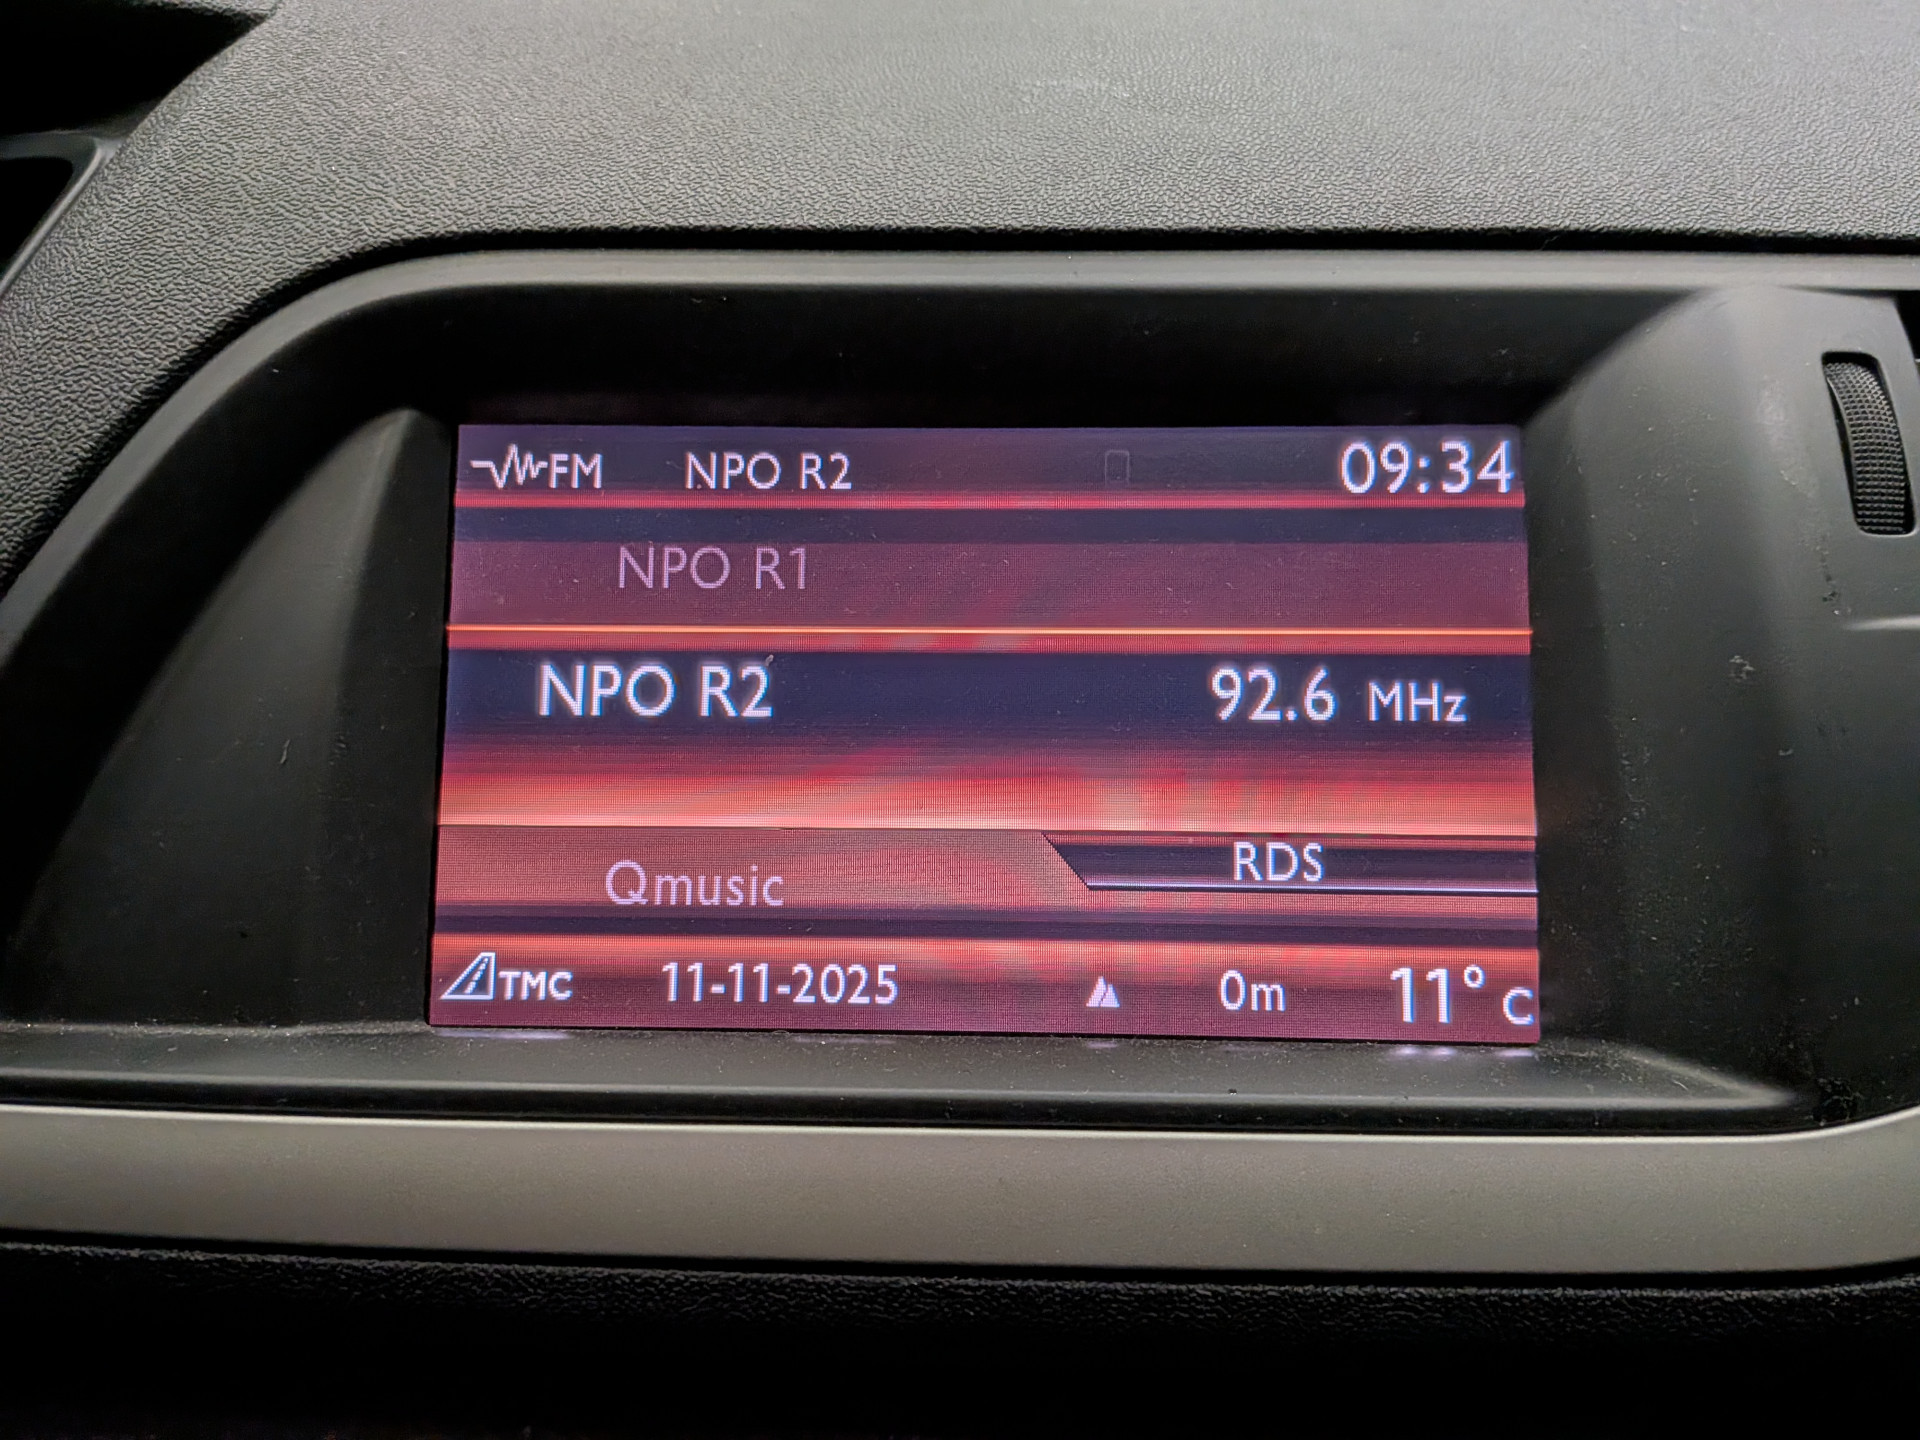 FM NPO R2 09:34
NPO R1
NPO R2 92.6 MHz
RDS
Qmusic
TMC 11-11-2025 0m 11° C